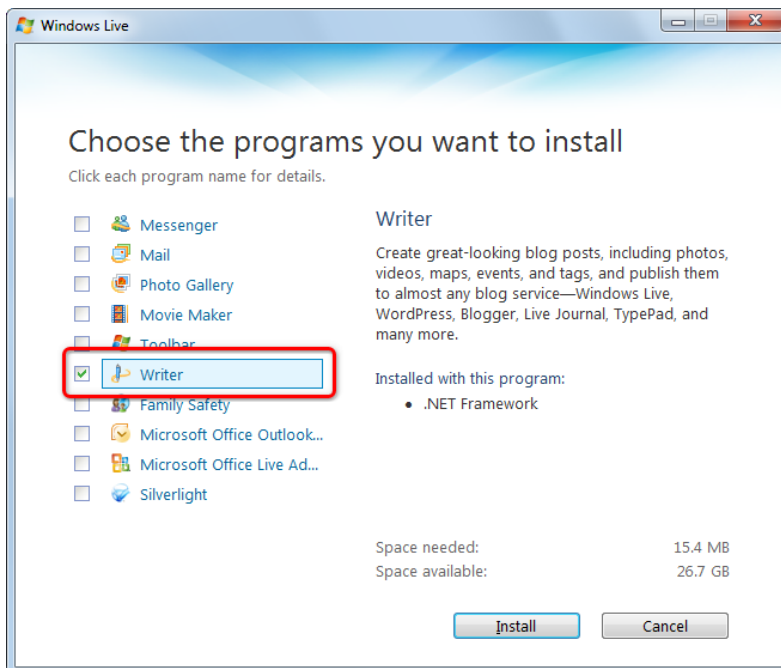 Windows Live
Choose the programs you want to install
Click each program name for details.
Messenger
Mail
Photo Gallery
Movie Maker
Toolbar
Writer
Family Safety
Microsoft Office Outlook...
Microsoft Office Live Ad...
Silverlight
Writer
Create great-looking blog posts, including photos,
videos, maps, events, and tags, and publish them
to almost any blog service—Windows Live,
WordPress, Blogger, Live Journal, TypePad, and
many more.
Installed with this program:
• .NET Framework
Space needed: 15.4 MB
Space available: 26.7 GB
Install Cancel